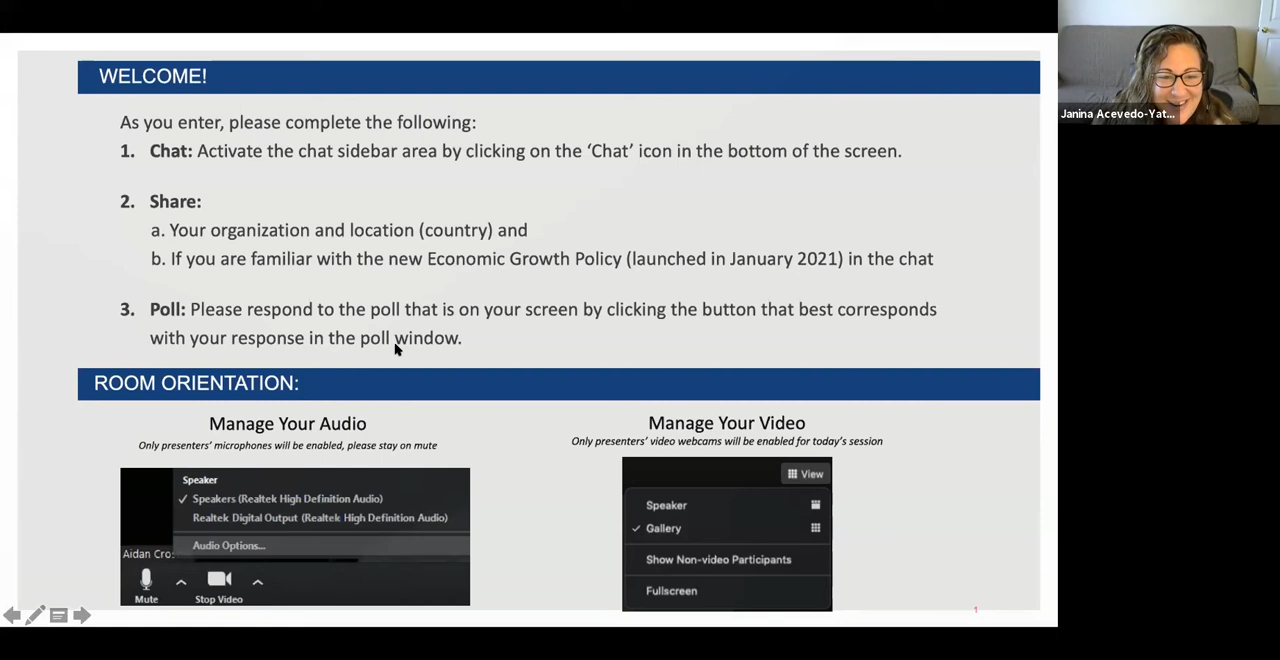 WELCOME!
As you enter, please complete the following:
1. Chat: Activate the chat sidebar area by clicking on the ‘Chat’ icon in the bottom of the screen.
2. Share:
a. Your organization and location (country) and
b. If you are familiar with the new Economic Growth Policy (launched in January 2021) in the chat
3. Poll: Please respond to the poll that is on your screen by clicking the button that best corresponds
with your response in the poll window.
ROOM ORIENTATION:
Manage Your Audio
Only presenters’ microphones will be enabled, please stay on mute
Speaker
✓ Speakers (Realtek High Definition Audio)
Realtek Digital Output (Realtek High Definition Audio)
Audio Options...
Aidan Cros
Mute
Stop Video
Manage Your Video
Only presenters’ video webcams will be enabled for today’s session
View
Speaker
✓ Gallery
Show Non-video Participants
Fullscreen
1
Janina Acevedo-Yat...